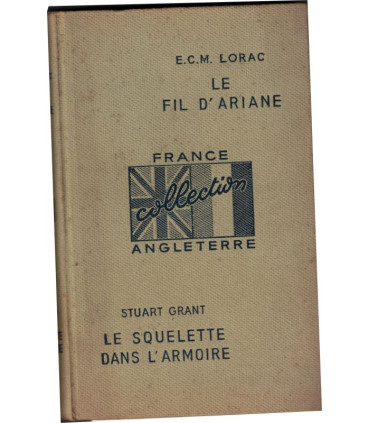 E.C.M. LORAC
LE
FIL D'ARIANE
FRANCE
collection
ANGLETERRE
STUART GRANT
LE SQUELETTE
DANS L'ARMOIRE